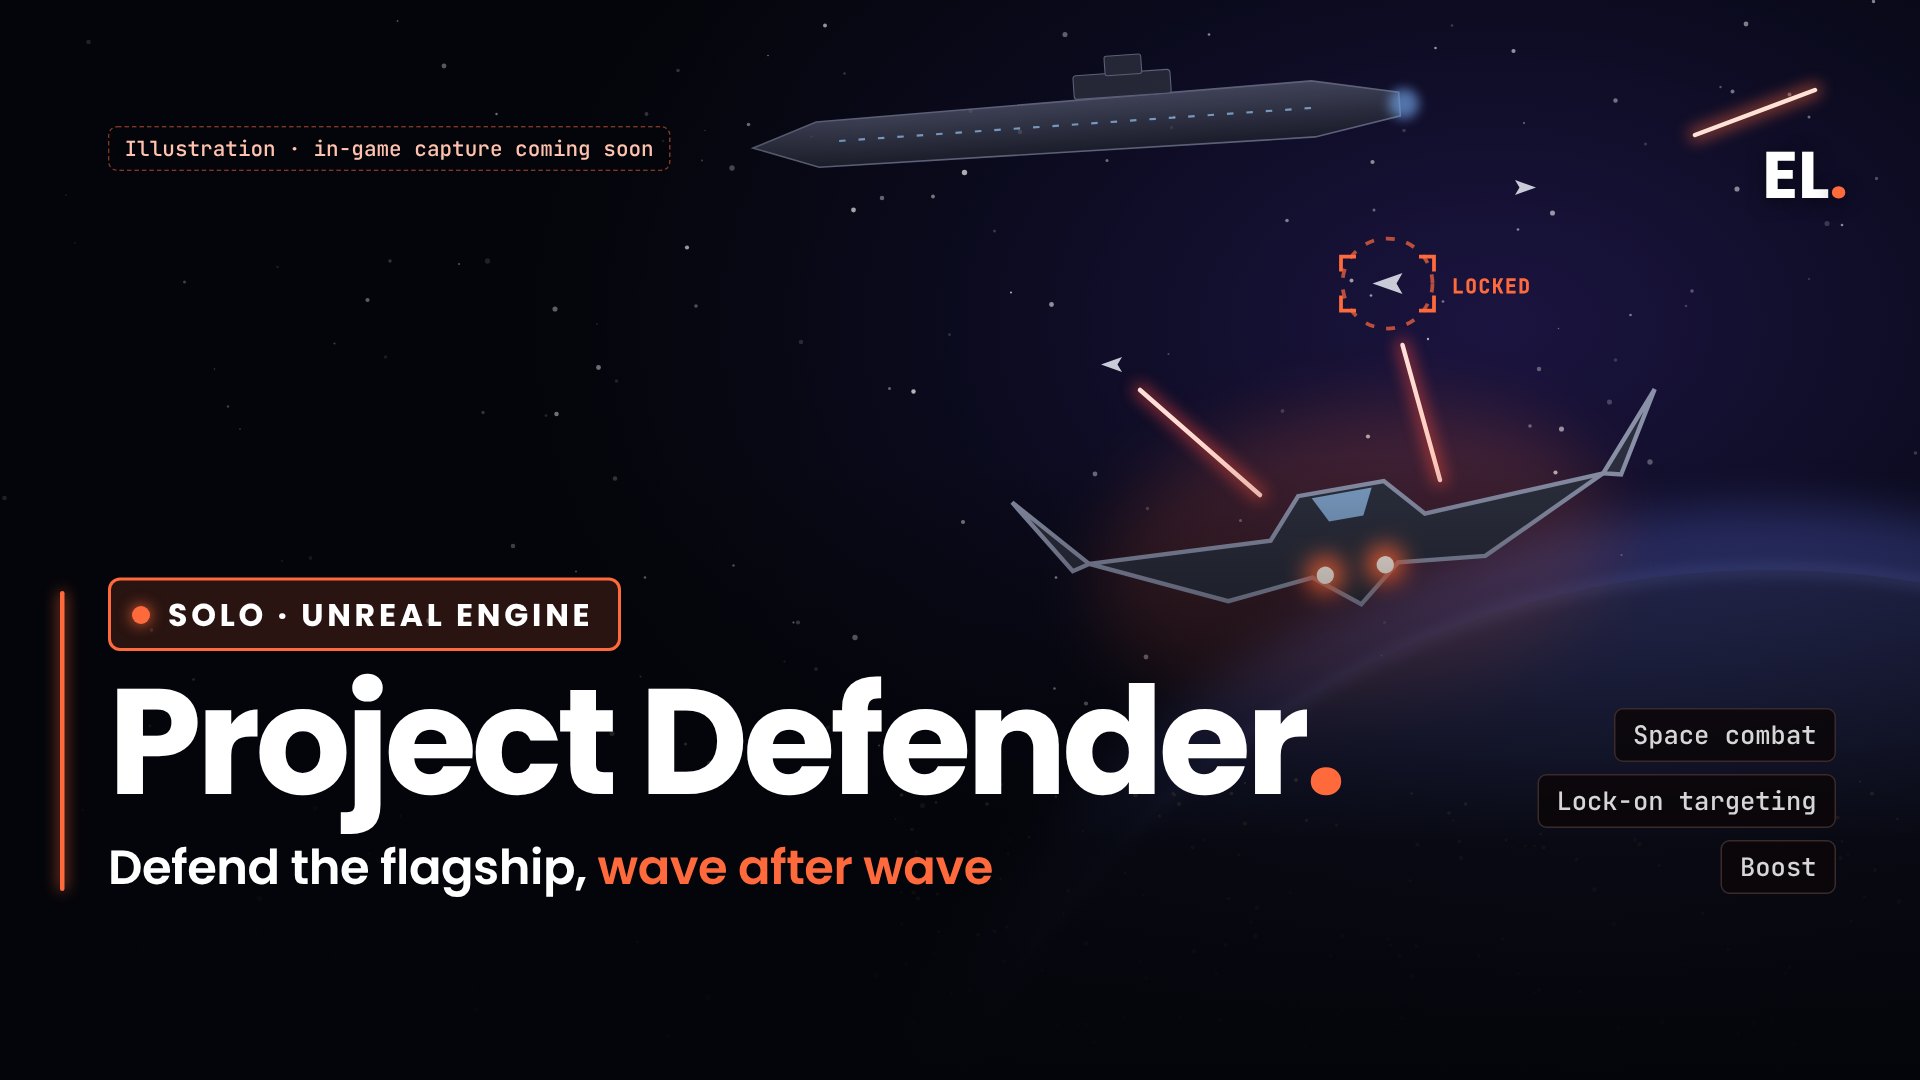 Illustration · in-game capture coming soon
EL.
LOCKED
SOLO · UNREAL ENGINE
Project Defender.
Defend the flagship, wave after wave
Space combat
Lock-on targeting
Boost